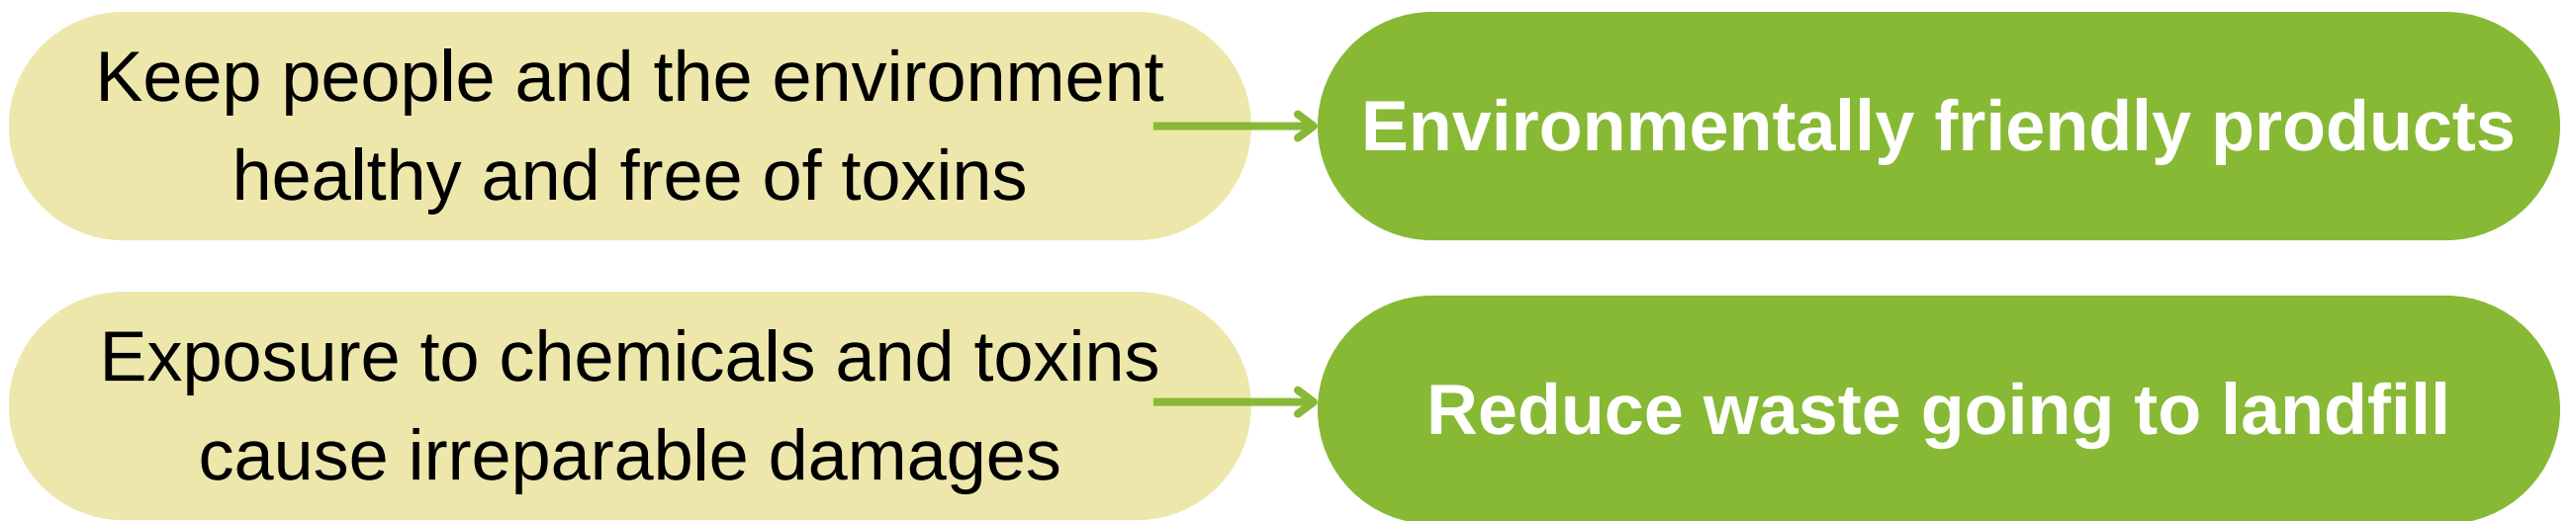 Keep people and the environment
healthy and free of toxins
Environmentally friendly products
Exposure to chemicals and toxins
cause irreparable damages
Reduce waste going to landfill